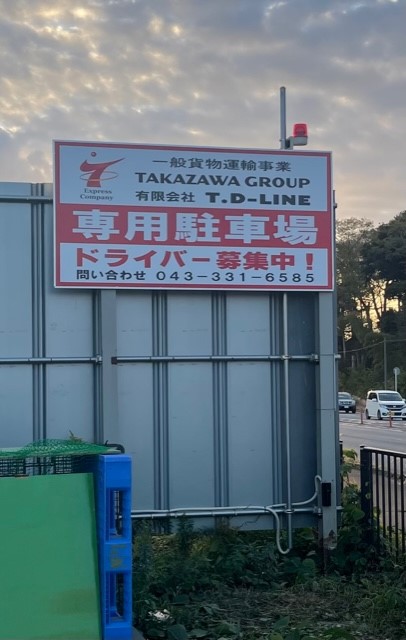 一般貨物運輸事業
TAKAZAWA GROUP
Express
Company
有限会社 T.D-LINE
専用駐車場
ドライバー募集中！
問い合わせ 043-331-6585